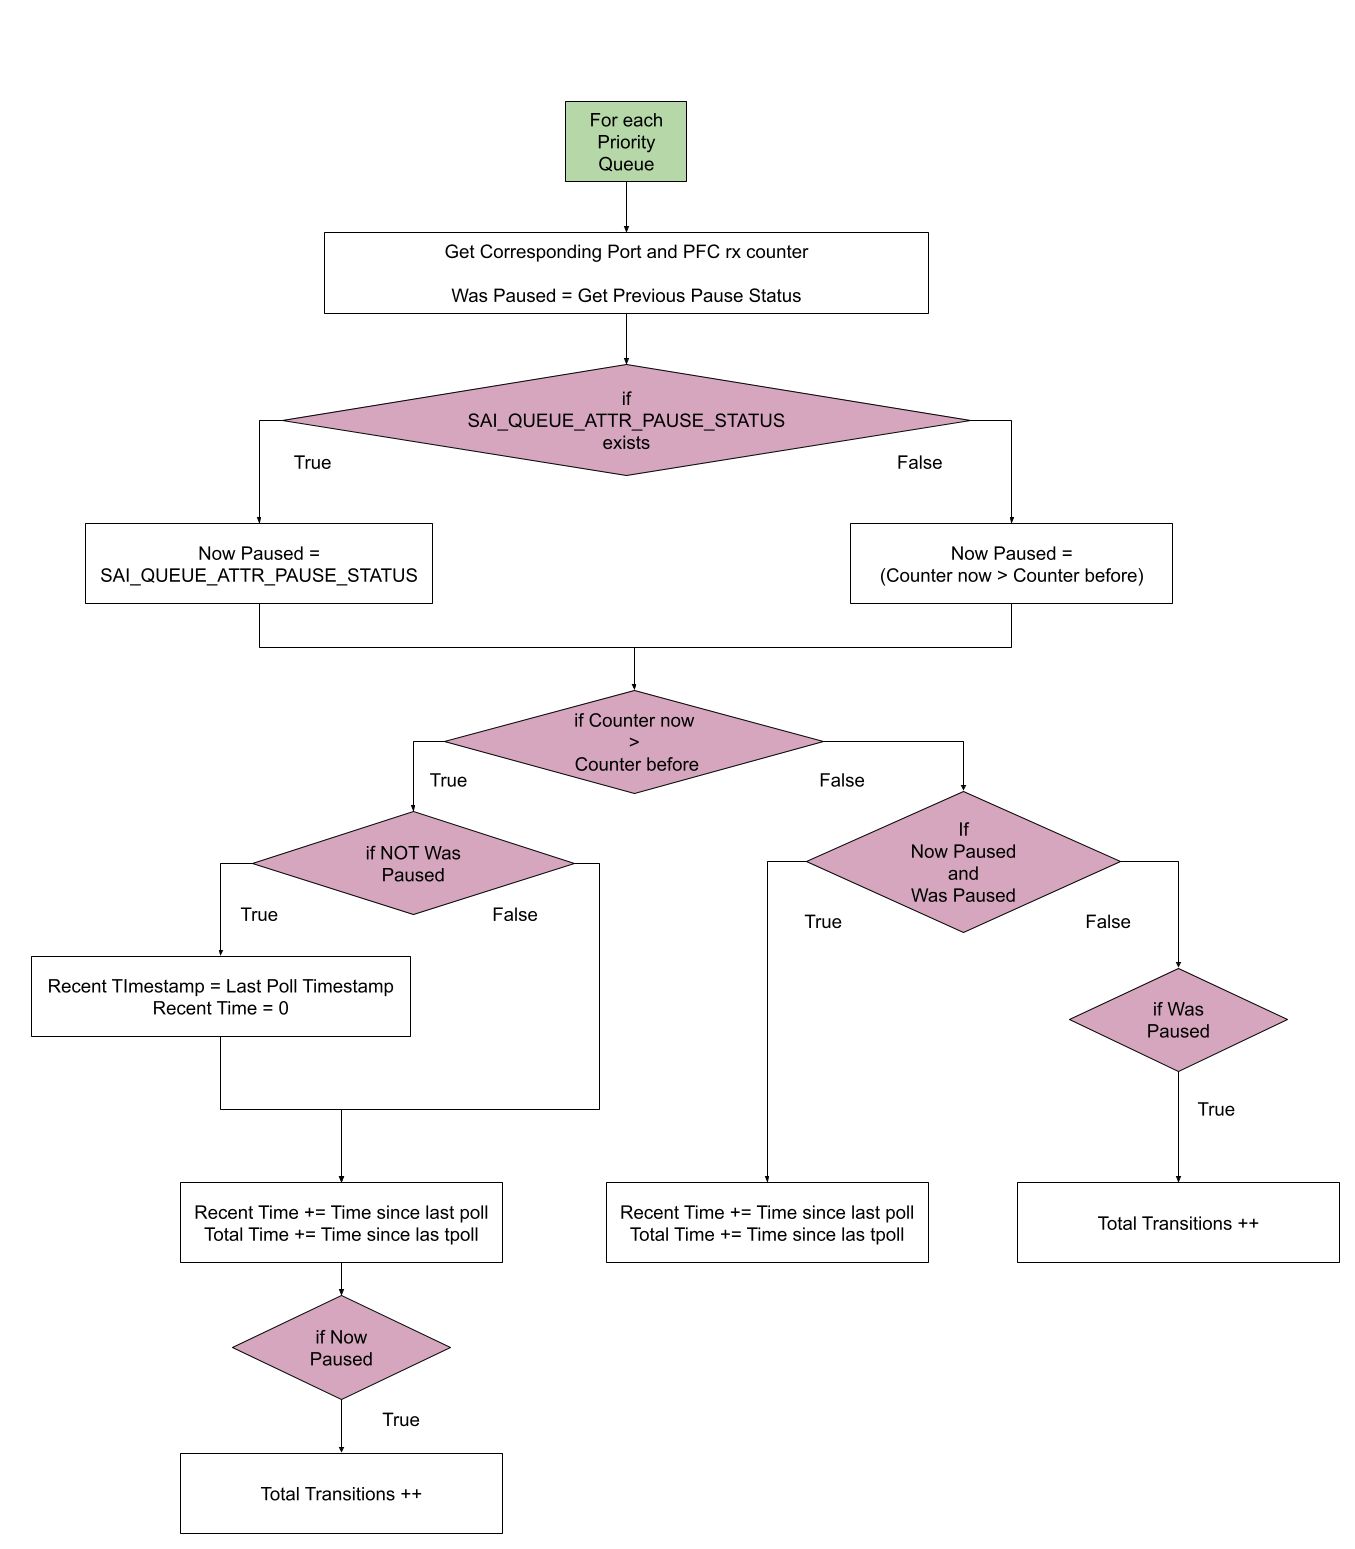 For each
Priority
Queue
Get Corresponding Port and PFC rx counter
Was Paused = Get Previous Pause Status
if
SAI_QUEUE_ATTR_PAUSE_STATUS
exists
True
False
Now Paused =
SAI_QUEUE_ATTR_PAUSE_STATUS
Now Paused =
(Counter now > Counter before)
if Counter now
>
Counter before
True
False
if NOT Was
Paused
If
Now Paused
and
Was Paused
True
False
True
False
Recent TImestamp = Last Poll Timestamp
Recent Time = 0
if Was
Paused
True
Recent Time += Time since last poll
Total Time += Time since las tpoll
Recent Time += Time since last poll
Total Time += Time since las tpoll
Total Transitions ++
if Now
Paused
True
Total Transitions ++